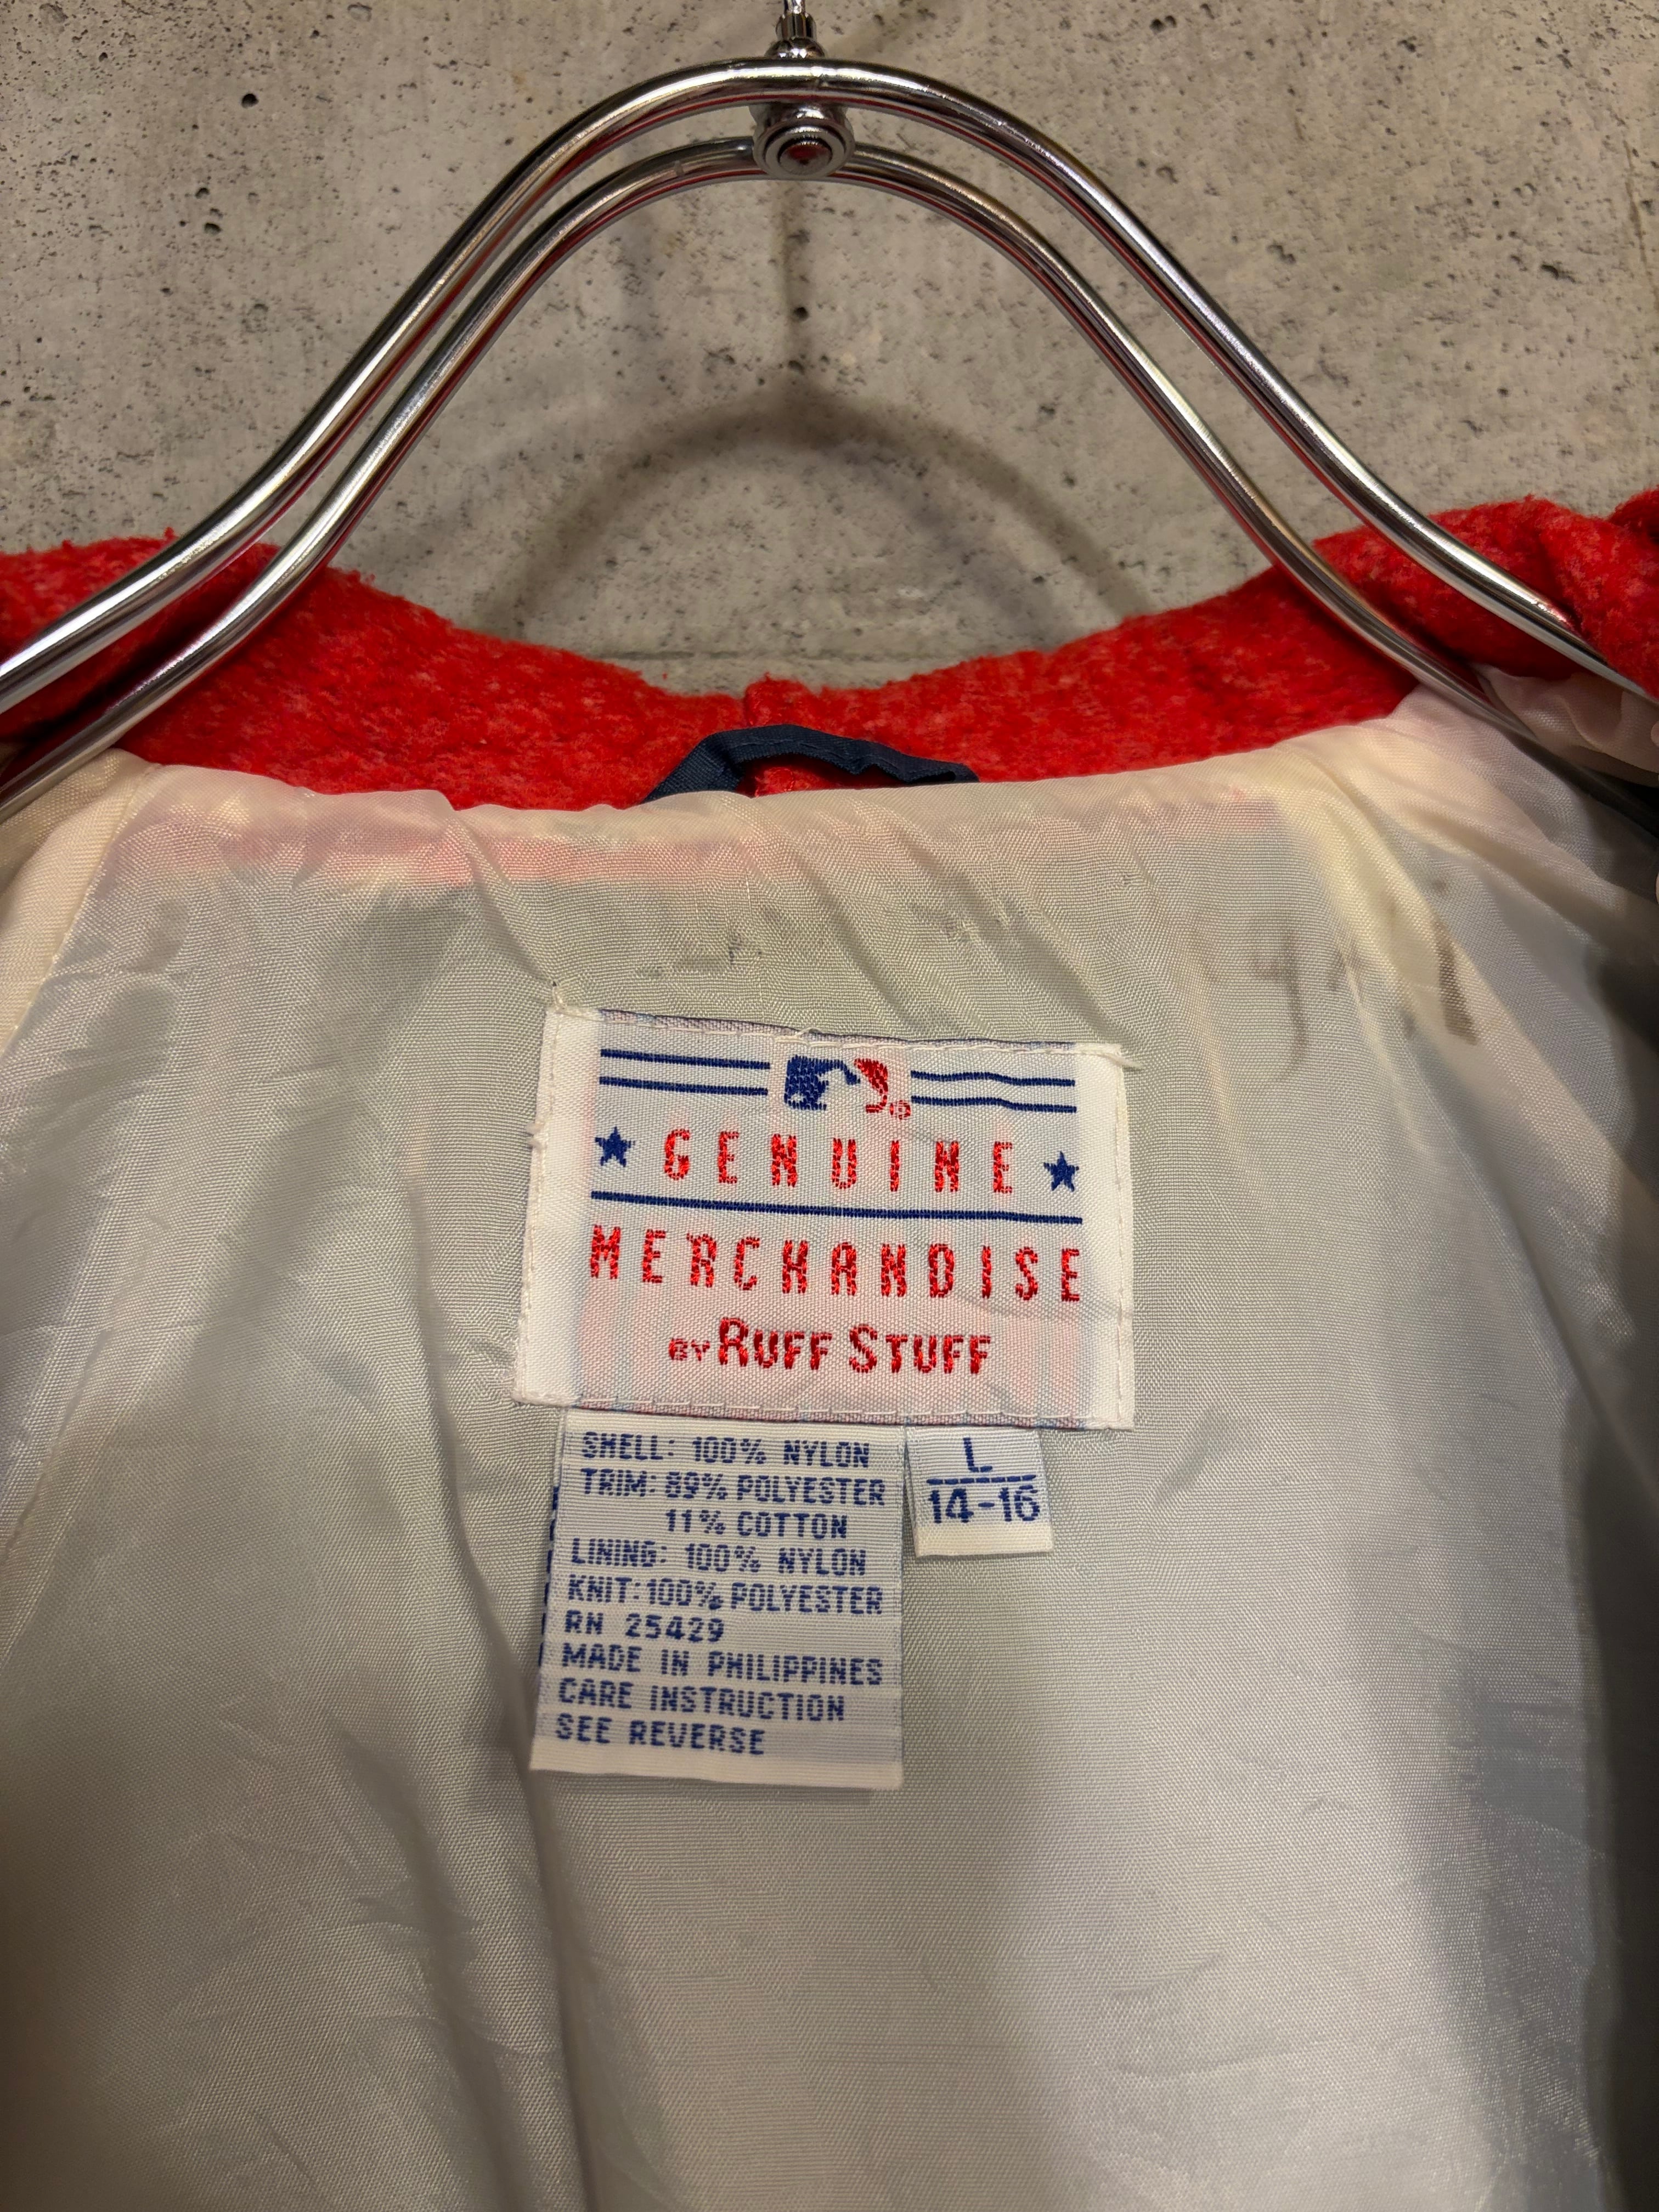 GENUINE
MERCHANDISE
BY RUFF STUFF
SHELL: 100% NYLON
TRIM: 89% POLYESTER
11% COTTON
LINING: 100% NYLON
KNIT: 100% POLYESTER
RN 25429
MADE IN PHILIPPINES
CARE INSTRUCTION
SEE REVERSE
L
14-16